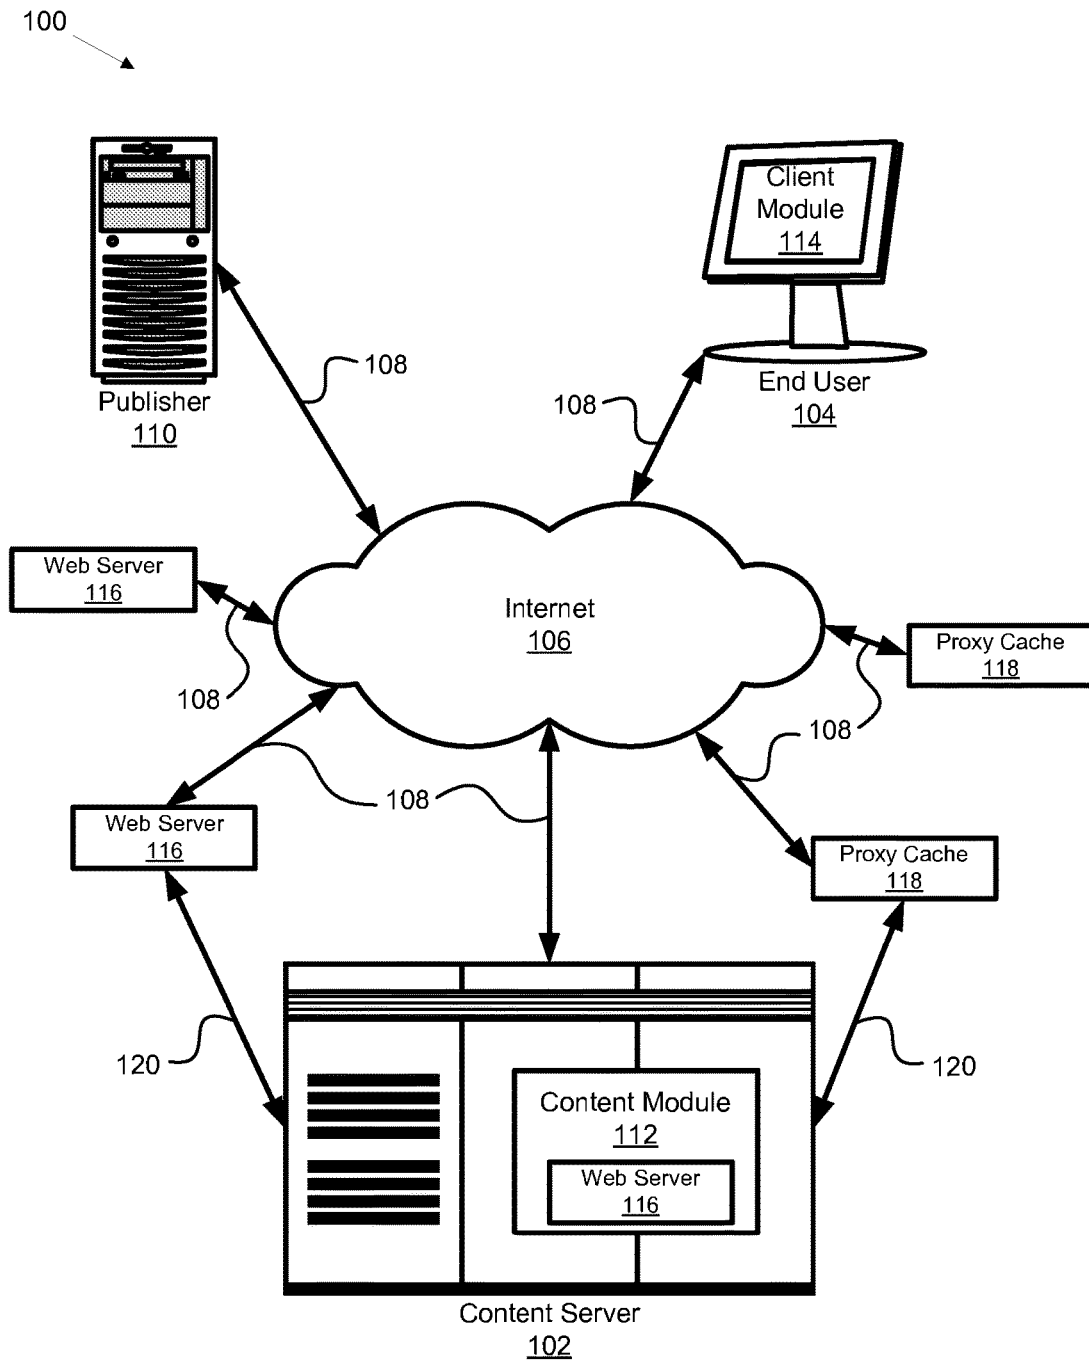 100
Client
Module
114
Publisher
110
108
End User
104
108
Web Server
116
Internet
106
Proxy Cache
118
108
108
108
Web Server
116
Proxy Cache
118
120
120
Content Module
112
Web Server
116
Content Server
102